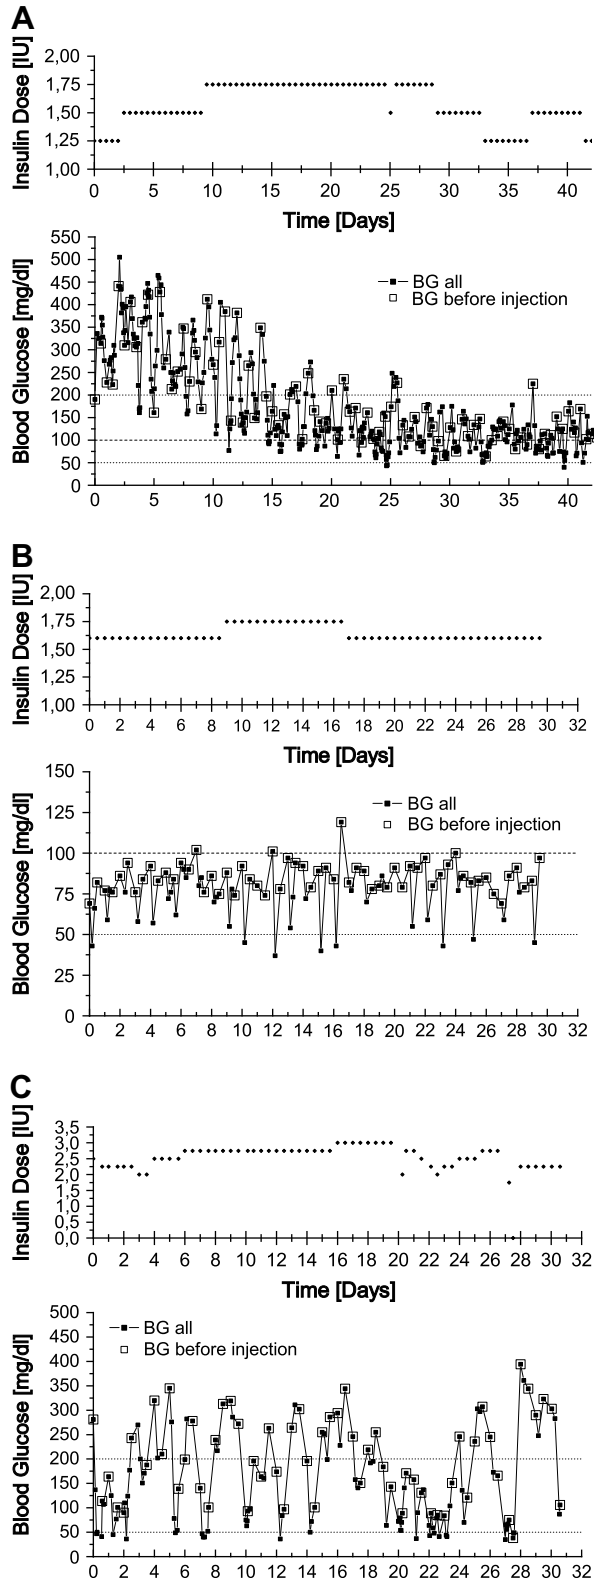 A
Insulin Dose [IU]
2,00
1,75
1,50
1,25
1,00
0 5 10 15 20 25 30 35 40
Time [Days]
Blood Glucose [mg/dl]
550
500
450
400
350
300
250
200
150
100
50
0
BG all
BG before injection
0 5 10 15 20 25 30 35 40
B
Insulin Dose [IU]
2,00
1,75
1,50
1,25
1,00
0 2 4 6 8 10 12 14 16 18 20 22 24 26 28 30 32
Time [Days]
Blood Glucose [mg/dl]
150
125
100
75
50
25
0
BG all
BG before injection
0 2 4 6 8 10 12 14 16 18 20 22 24 26 28 30 32
C
Insulin Dose [IU]
3,5
3,0
2,5
2,0
1,5
1,0
0,5
0,0
0 2 4 6 8 10 12 14 16 18 20 22 24 26 28 30 32
Time [Days]
Blood Glucose [mg/dl]
500
450
400
350
300
250
200
150
100
50
0
BG all
BG before injection
0 2 4 6 8 10 12 14 16 18 20 22 24 26 28 30 32